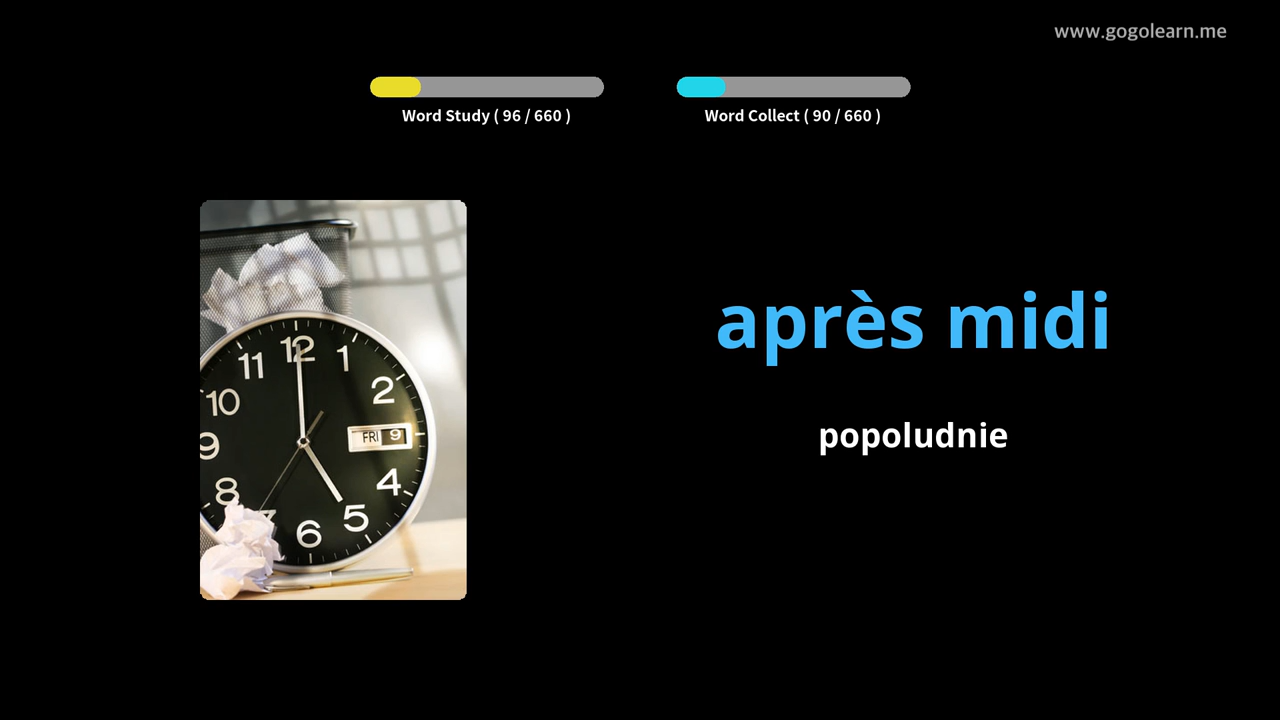 www.gogolearn.me
Word Study ( 96 / 660 )
Word Collect ( 90 / 660 )
12
11
1
10
2
9
FRI 9
8
4
7
5
6
après midi
popoludnie